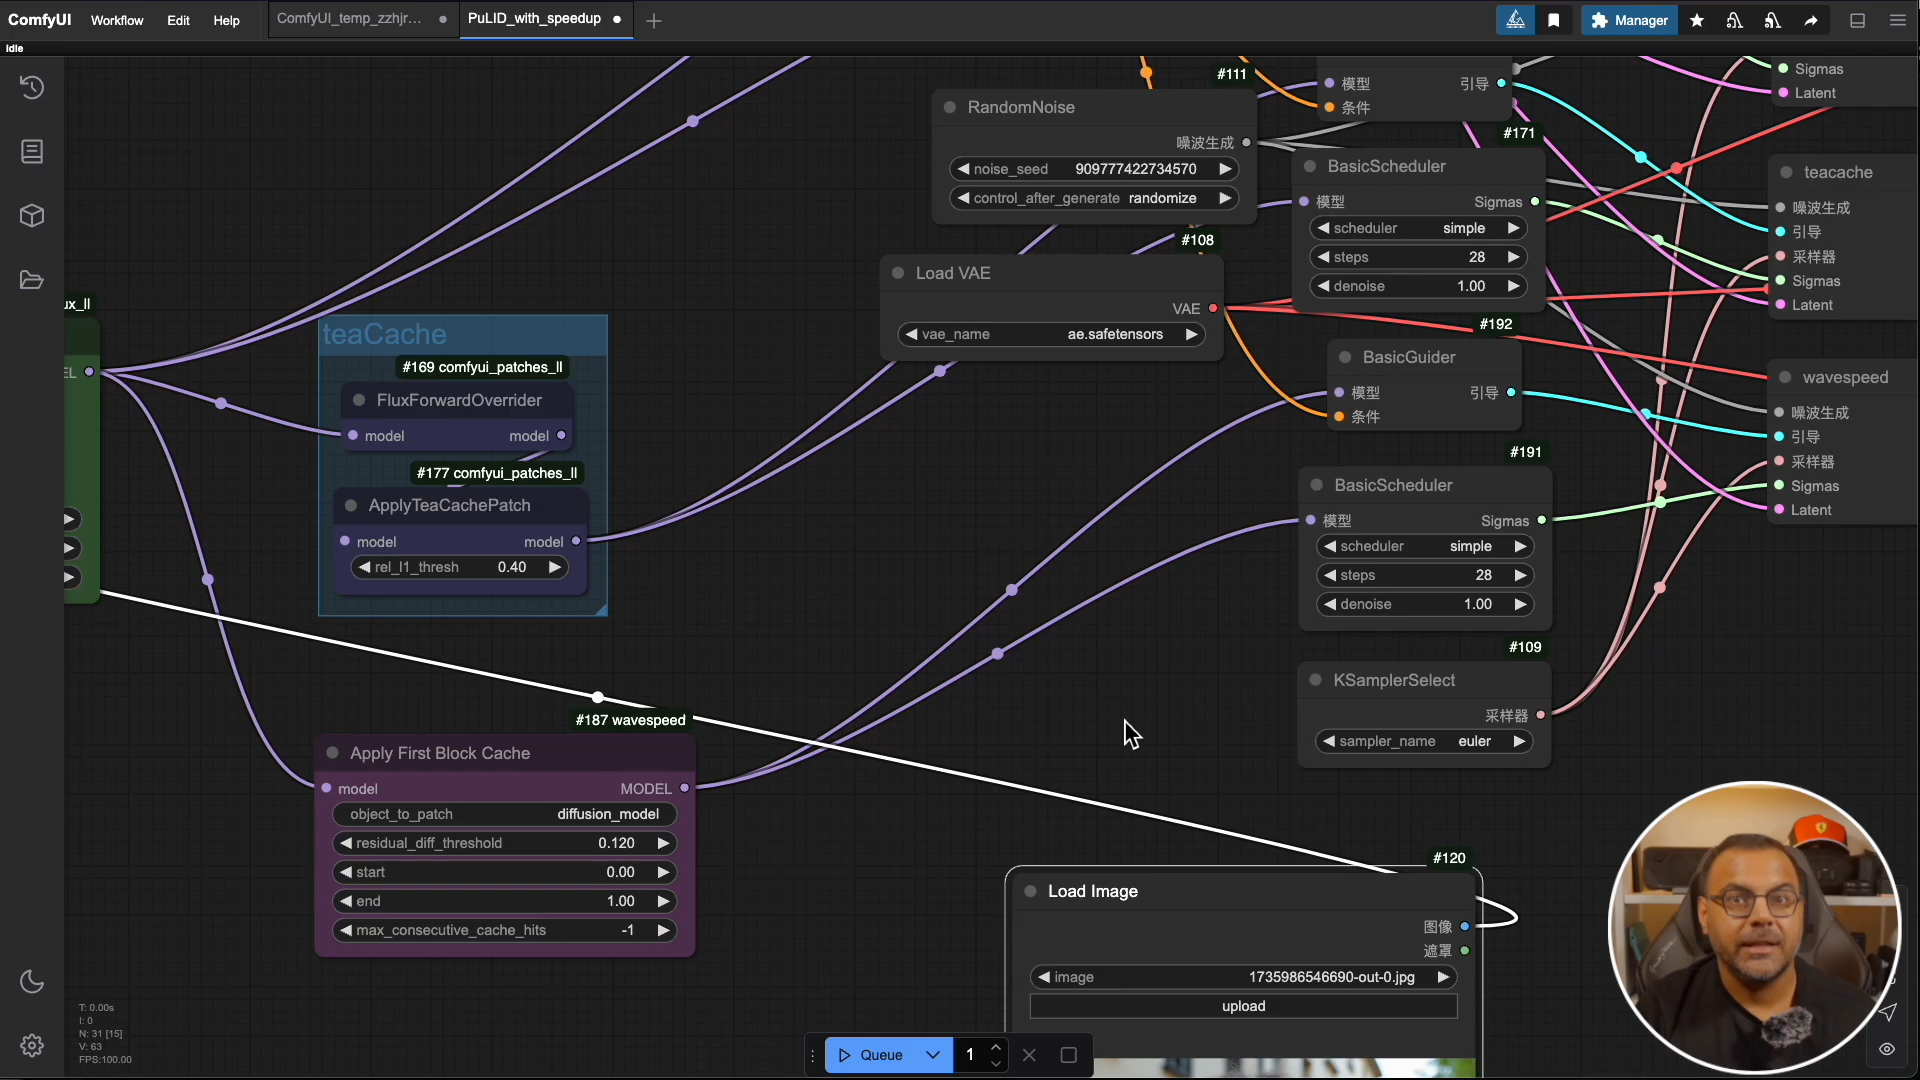 ComfyUI Workflow Edit Help
ComfyUI_temp_zzhjr...
PuLID_with_speedup
Manager
Idle
#111
RandomNoise
噪波生成
noise_seed 909777422734570
control_after_generate randomize
模型 引导
条件
#171
BasicScheduler
模型 Sigmas
scheduler simple
steps 28
denoise 1.00
Sigmas
Latent
teacache
噪波生成
引导
采样器
Sigmas
Latent
#108
Load VAE
VAE
vae_name ae.safetensors
#192
BasicGuider
模型 引导
条件
wavespeed
噪波生成
引导
采样器
Sigmas
Latent
ux_ll
EL
teaCache
#169 comfyui_patches_ll
FluxForwardOverrider
model model
#177 comfyui_patches_ll
ApplyTeaCachePatch
model model
rel_l1_thresh 0.40
#191
BasicScheduler
模型 Sigmas
scheduler simple
steps 28
denoise 1.00
#109
KSamplerSelect
采样器
sampler_name euler
#187 wavespeed
Apply First Block Cache
model MODEL
object_to_patch diffusion_model
residual_diff_threshold 0.120
start 0.00
end 1.00
max_consecutive_cache_hits -1
#120
Load Image
图像
遮罩
image 1735986546690-out-0.jpg
upload
T: 0.00s
I: 0
N: 31 [15]
V: 63
FPS:100.00
Queue 1